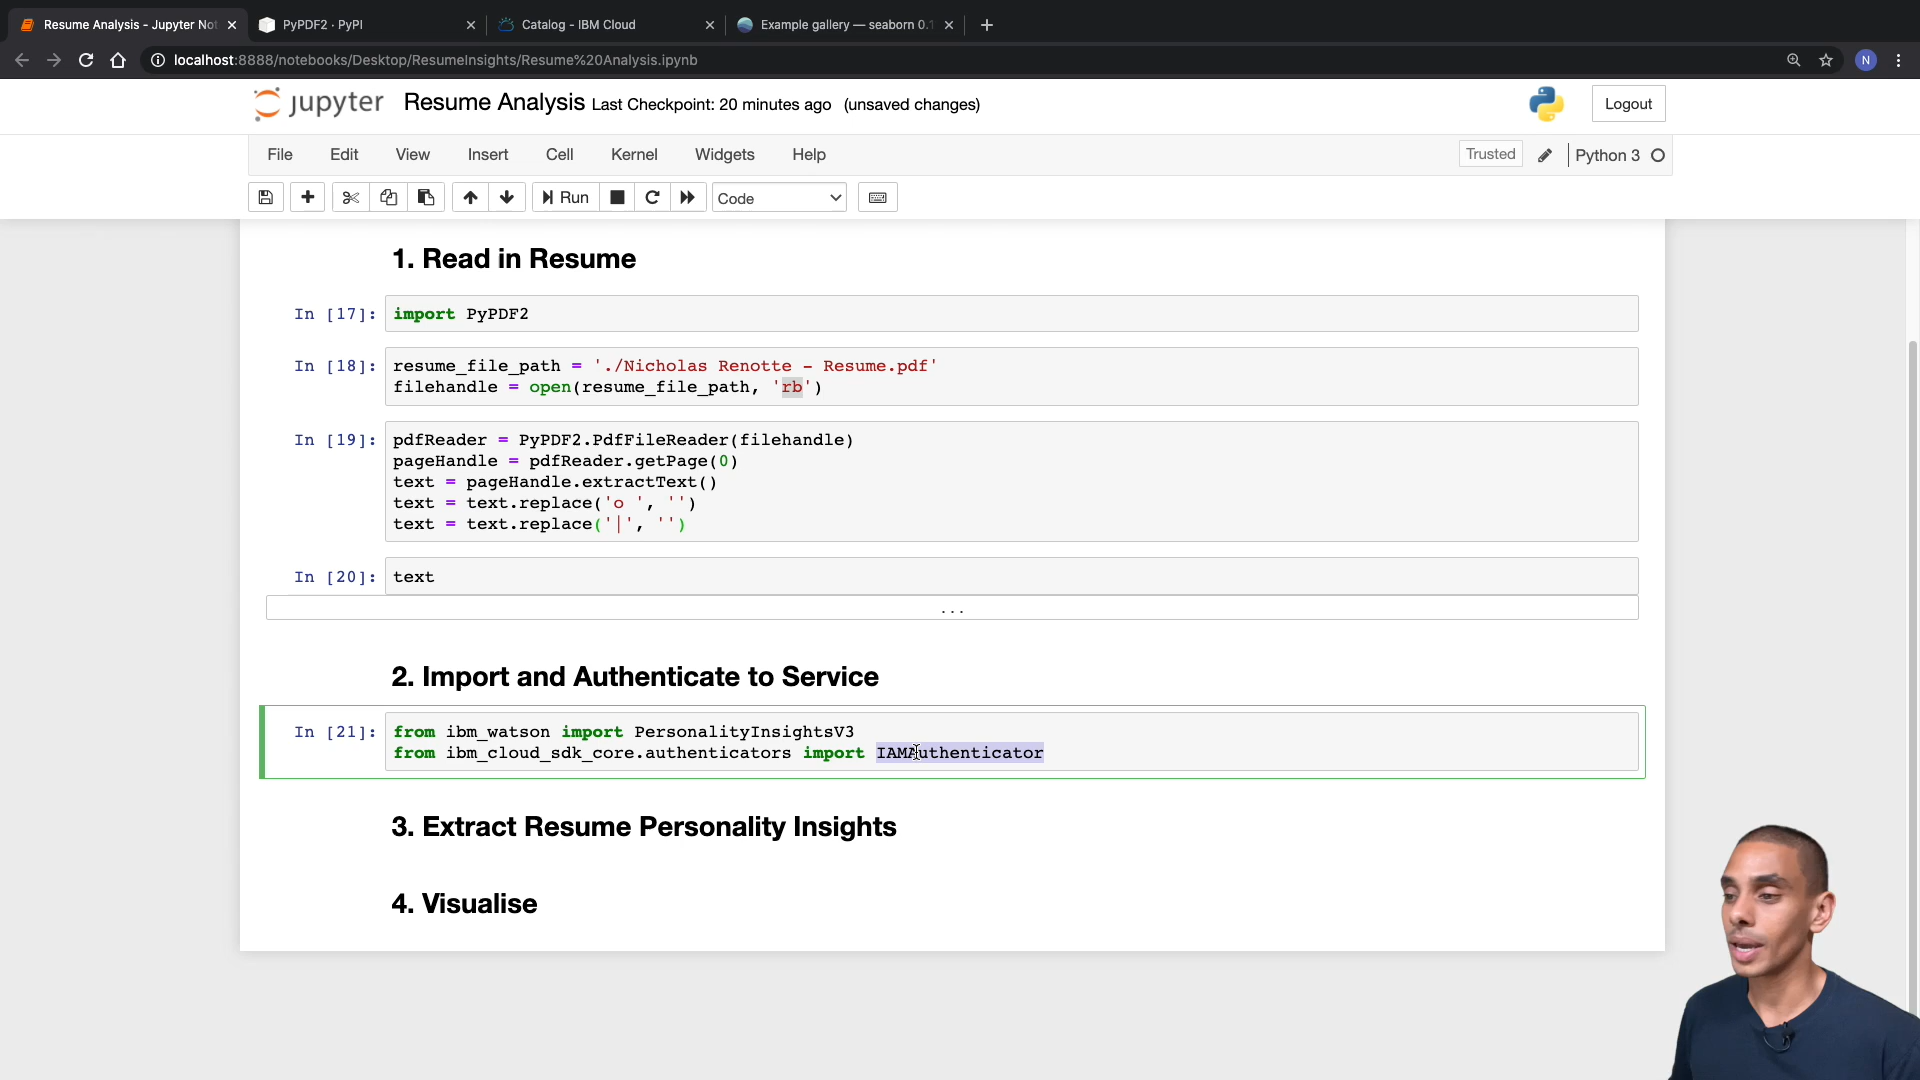 Resume Analysis - Jupyter Not
PyPDF2 · PyPI
Catalog - IBM Cloud
Example gallery — seaborn 0.1
localhost:8888/notebooks/Desktop/ResumeInsights/Resume%20Analysis.ipynb
N
jupyter
Resume Analysis Last Checkpoint: 20 minutes ago (unsaved changes)
Logout
File Edit View Insert Cell Kernel Widgets Help
Trusted
Python 3
Run
Code
1. Read in Resume
In [17]: import PyPDF2
In [18]: resume_file_path = './Nicholas Renotte - Resume.pdf'
filehandle = open(resume_file_path, 'rb')
In [19]: pdfReader = PyPDF2.PdfFileReader(filehandle)
pageHandle = pdfReader.getPage(0)
text = pageHandle.extractText()
text = text.replace('o ', '')
text = text.replace('|', '')
In [20]: text
...
2. Import and Authenticate to Service
In [21]: from ibm_watson import PersonalityInsightsV3
from ibm_cloud_sdk_core.authenticators import IAMAuthenticator
3. Extract Resume Personality Insights
4. Visualise